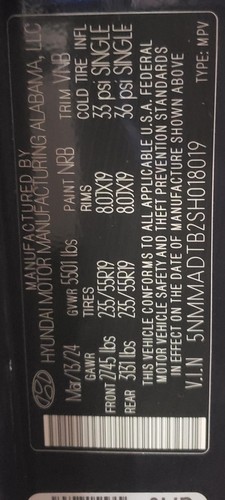 MANUFACTURED BY
HYUNDAI MOTOR MANUFACTURING ALABAMA, LLC
Mar/13/24 GVWR 5501 lbs PAINT NRB TRIM VNB
GAWR TIRES RIMS COLD TIRE INFL
FRONT 2745 lbs 235/55R19 8.0JX19 33 psi SINGLE
REAR 3131 lbs 235/55R19 8.0JX19 36 psi SINGLE
THIS VEHICLE CONFORMS TO ALL APPLICABLE U.S.A. FEDERAL
MOTOR VEHICLE SAFETY AND THEFT PREVENTION STANDARDS
IN EFFECT ON THE DATE OF MANUFACTURE SHOWN ABOVE
V.I.N 5NMMADTB2SH018019 TYPE: MPV